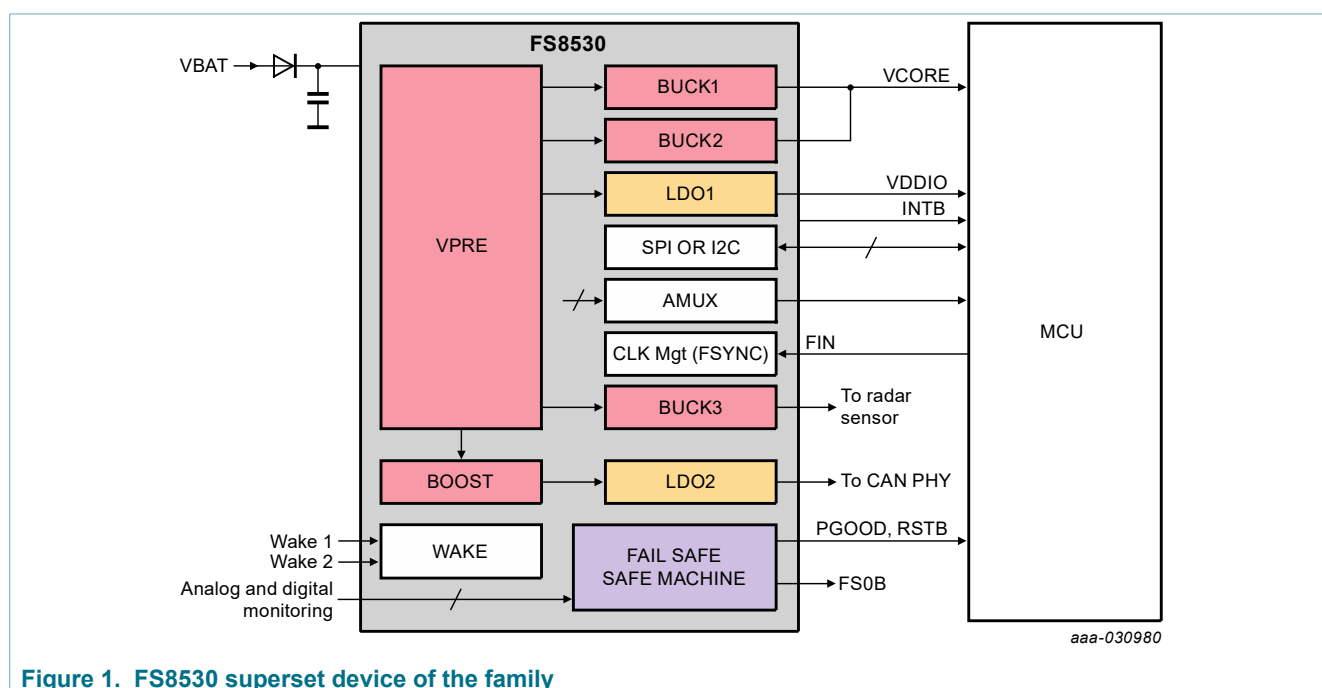 FS8530
VBAT
VPRE
BUCK1
VCORE
BUCK2
LDO1
VDDIO
INTB
SPI OR I2C
AMUX
CLK Mgt (FSYNC)
FIN
MCU
BUCK3
To radar
sensor
BOOST
LDO2
To CAN PHY
Wake 1
Wake 2
WAKE
Analog and digital
monitoring
FAIL SAFE
SAFE MACHINE
PGOOD, RSTB
FS0B
aaa-030980
Figure 1. FS8530 superset device of the family